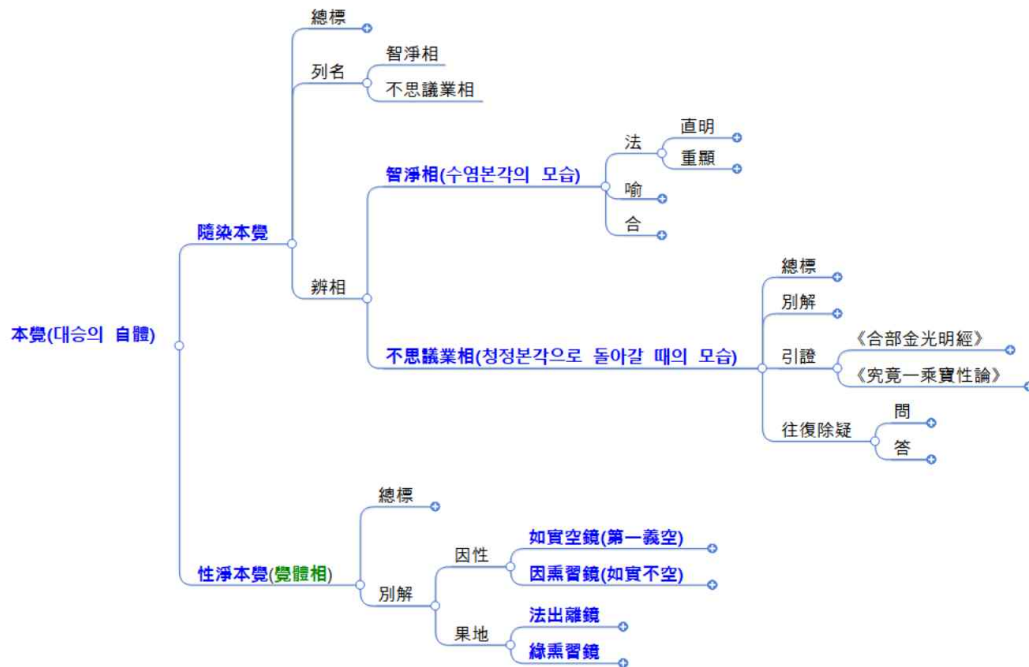 總標
列名
智淨相
不思議業相
法
直明
重顯
智淨相(수염본각의 모습)
喻
合
隨染本覺
辨相
總標
別解
本覺(대승의 自體)
不思議業相(청정본각으로 돌아갈 때의 모습)
引證
《合部金光明經》
《究竟一乘寶性論》
往復除疑
問
答
總標
如實空鏡(第一義空)
因性
性淨本覺(覺體相)
因熏習鏡(如實不空)
別解
法出離鏡
果地
緣熏習鏡